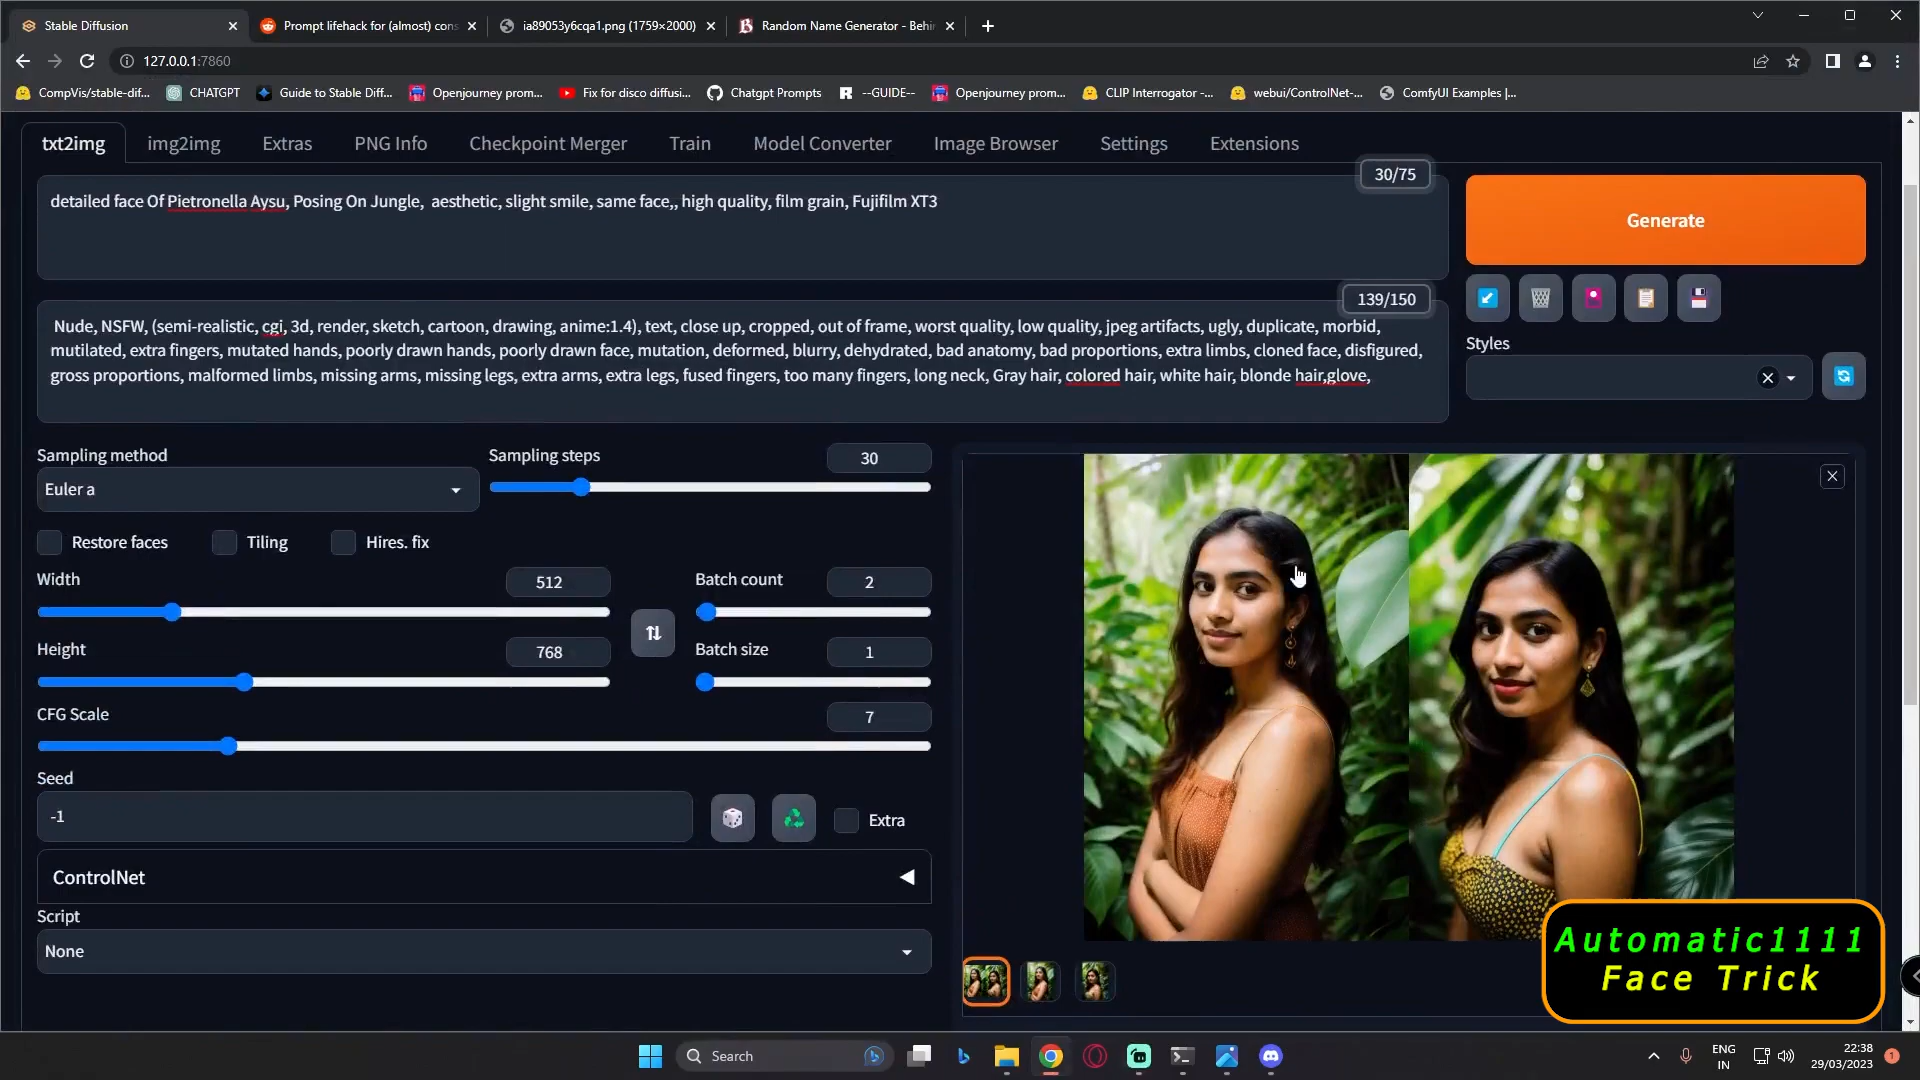 Stable Diffusion
Prompt lifehack for (almost) cons
ia89053y6cqa1.png (1759×2000)
Random Name Generator - Behin
127.0.0.1:7860
CompVis/stable-dif...
CHATGPT
Guide to Stable Diff...
Openjourney prom...
Fix for disco diffusi...
Chatgpt Prompts
--GUIDE--
Openjourney prom...
CLIP Interrogator -...
webui/ControlNet-...
ComfyUI Examples |...
txt2img
img2img
Extras
PNG Info
Checkpoint Merger
Train
Model Converter
Image Browser
Settings
Extensions
30/75
detailed face Of Pietronella Aysu, Posing On Jungle,  aesthetic, slight smile, same face,, high quality, film grain, Fujifilm XT3
Generate
139/150
Nude, NSFW, (semi-realistic, cgi, 3d, render, sketch, cartoon, drawing, anime:1.4), text, close up, cropped, out of frame, worst quality, low quality, jpeg artifacts, ugly, duplicate, morbid,
mutilated, extra fingers, mutated hands, poorly drawn hands, poorly drawn face, mutation, deformed, blurry, dehydrated, bad anatomy, bad proportions, extra limbs, cloned face, disfigured,
gross proportions, malformed limbs, missing arms, missing legs, extra arms, extra legs, fused fingers, too many fingers, long neck, Gray hair, colored hair, white hair, blonde hair,glove,
Styles
Sampling method
Euler a
Sampling steps
30
Restore faces
Tiling
Hires. fix
Width
512
Batch count
2
Height
768
Batch size
1
CFG Scale
7
Seed
-1
Extra
ControlNet
Script
None
Automatic1111
Face Trick
Search
ENG
IN
22:38
29/03/2023
1